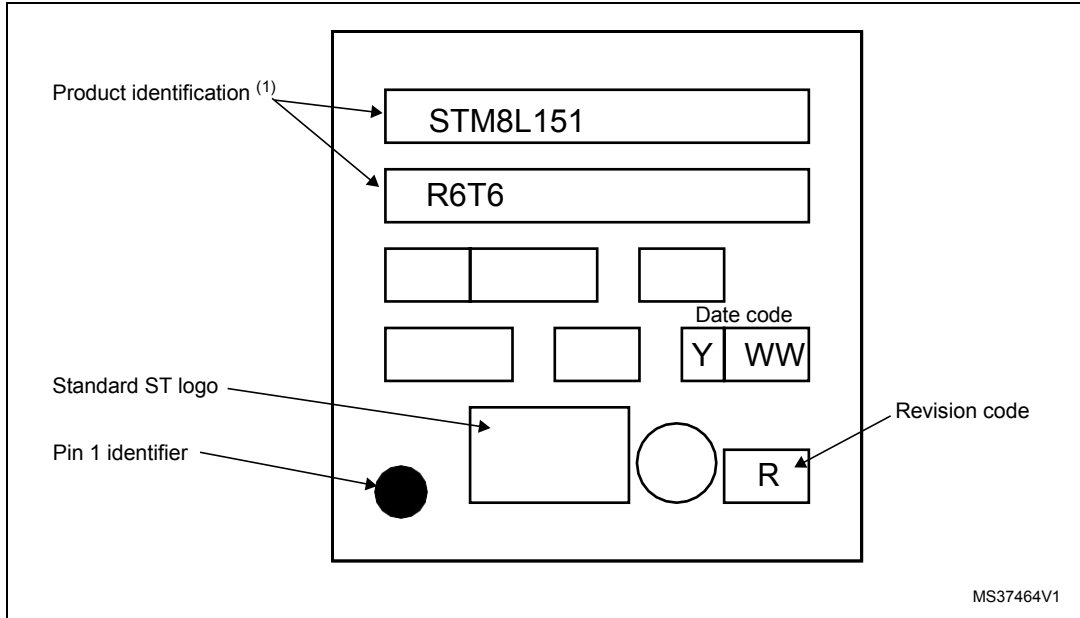 Product identification (1)
STM8L151
R6T6
Date code
Y WW
Standard ST logo
Revision code
Pin 1 identifier
R
MS37464V1